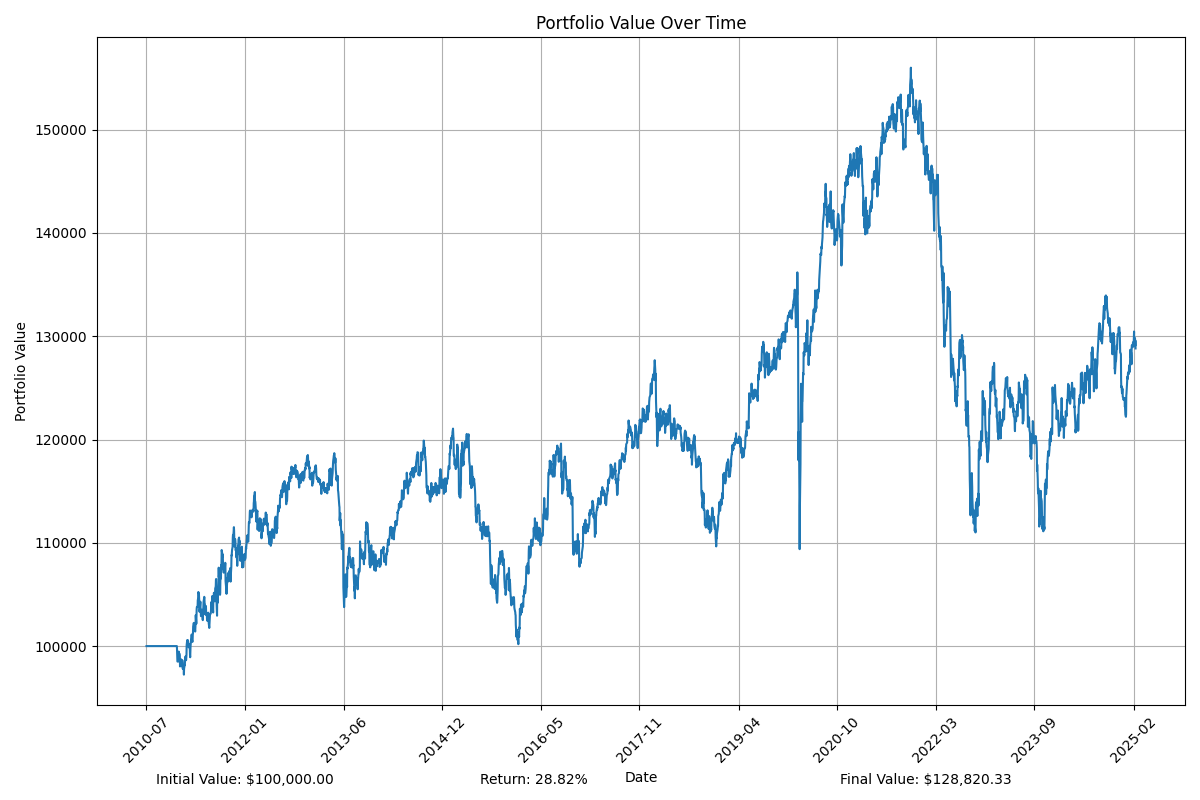 Portfolio Value Over Time
Portfolio Value
150000
140000
130000
120000
110000
100000
2010-07
2012-01
2013-06
2014-12
2016-05
2017-11
2019-04
2020-10
2022-03
2023-09
2025-02
Date
Initial Value: $100,000.00
Return: 28.82%
Final Value: $128,820.33